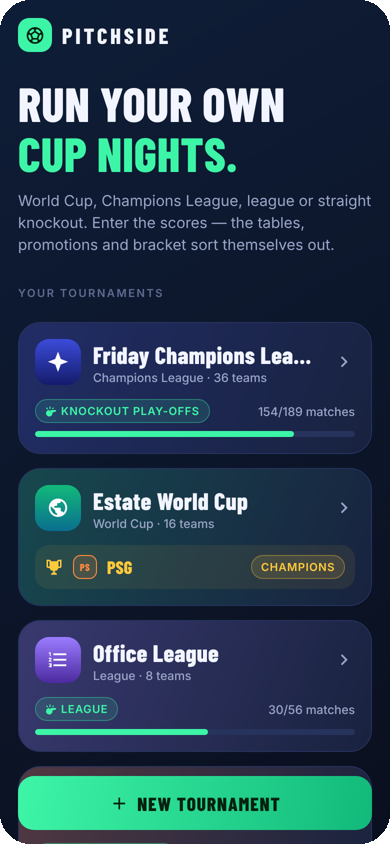 PITCHSIDE
RUN YOUR OWN
CUP NIGHTS.
World Cup, Champions League, league or straight
knockout. Enter the scores — the tables,
promotions and bracket sort themselves out.
YOUR TOURNAMENTS
Friday Champions Lea...
Champions League · 36 teams
KNOCKOUT PLAY-OFFS 154/189 matches
Estate World Cup
World Cup · 16 teams
PS PSG CHAMPIONS
Office League
League · 8 teams
LEAGUE 30/56 matches
+ NEW TOURNAMENT